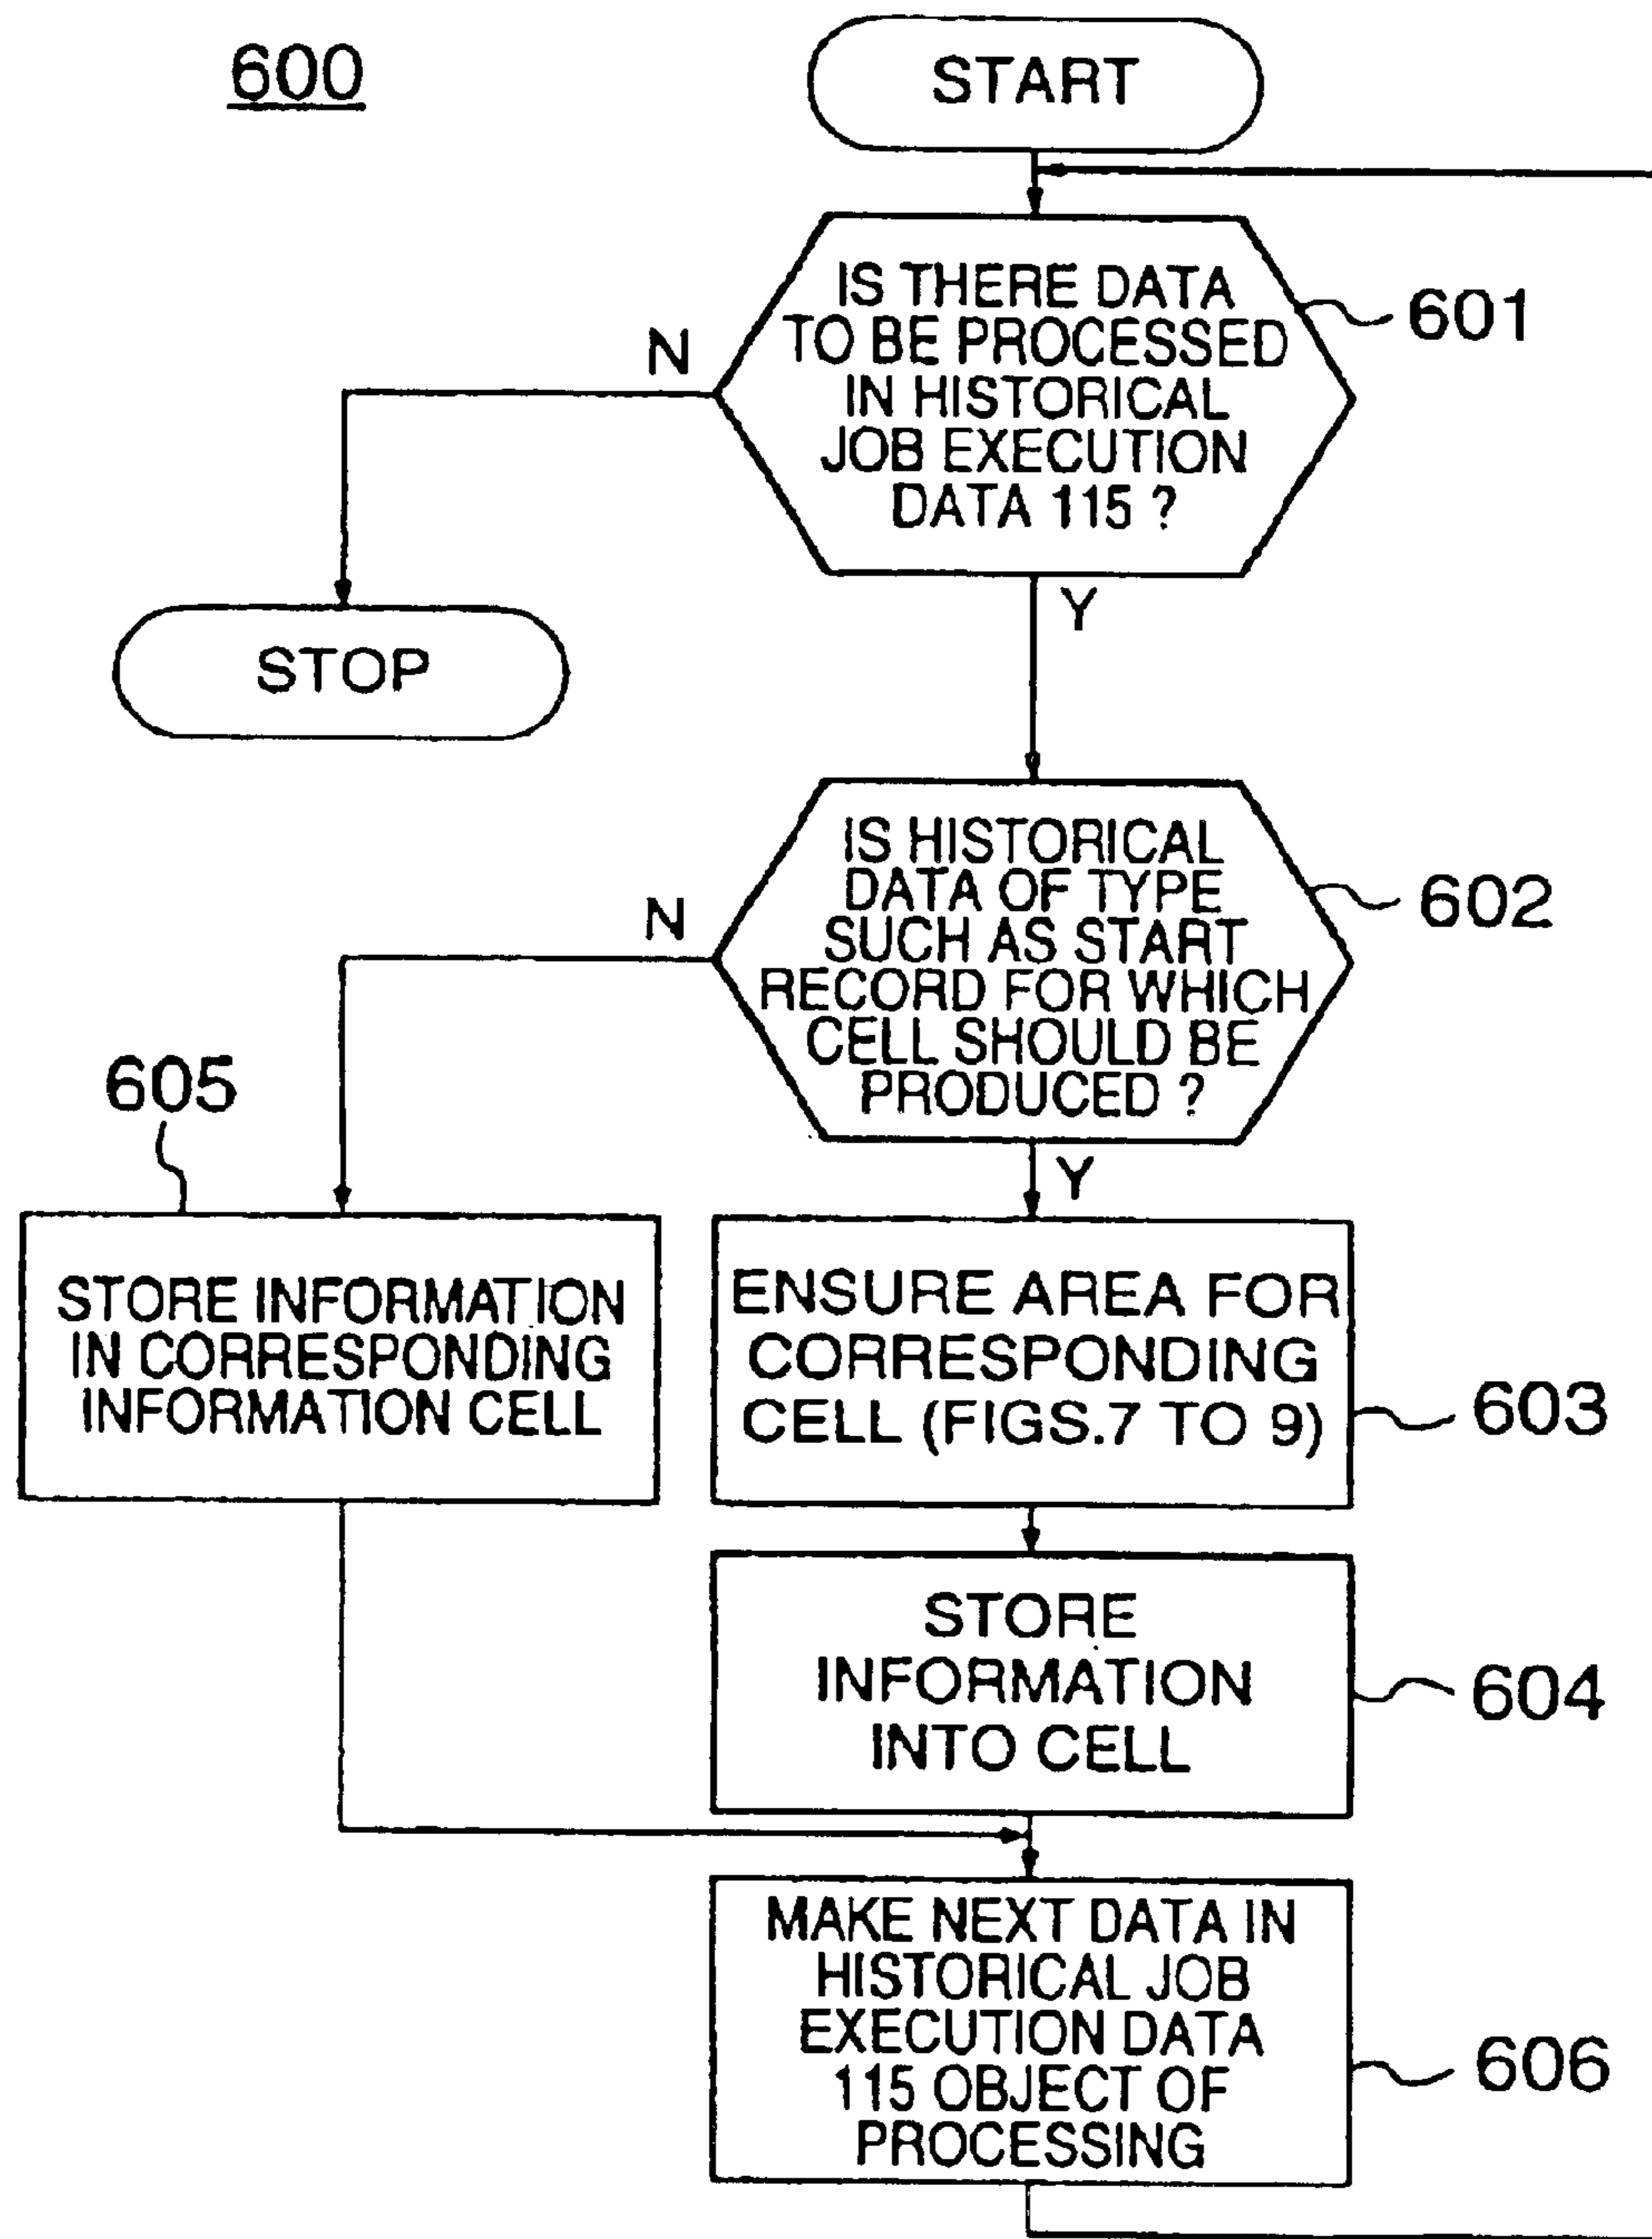 600
START
IS THERE DATA
TO BE PROCESSED
IN HISTORICAL
JOB EXECUTION
DATA 115 ?
601
N
Y
STOP
IS HISTORICAL
DATA OF TYPE
SUCH AS START
RECORD FOR WHICH
CELL SHOULD BE
PRODUCED ?
602
N
Y
605
STORE INFORMATION
IN CORRESPONDING
INFORMATION CELL
ENSURE AREA FOR
CORRESPONDING
CELL (FIGS.7 TO 9)
603
STORE
INFORMATION
INTO CELL
604
MAKE NEXT DATA IN
HISTORICAL JOB
EXECUTION DATA
115 OBJECT OF
PROCESSING
606